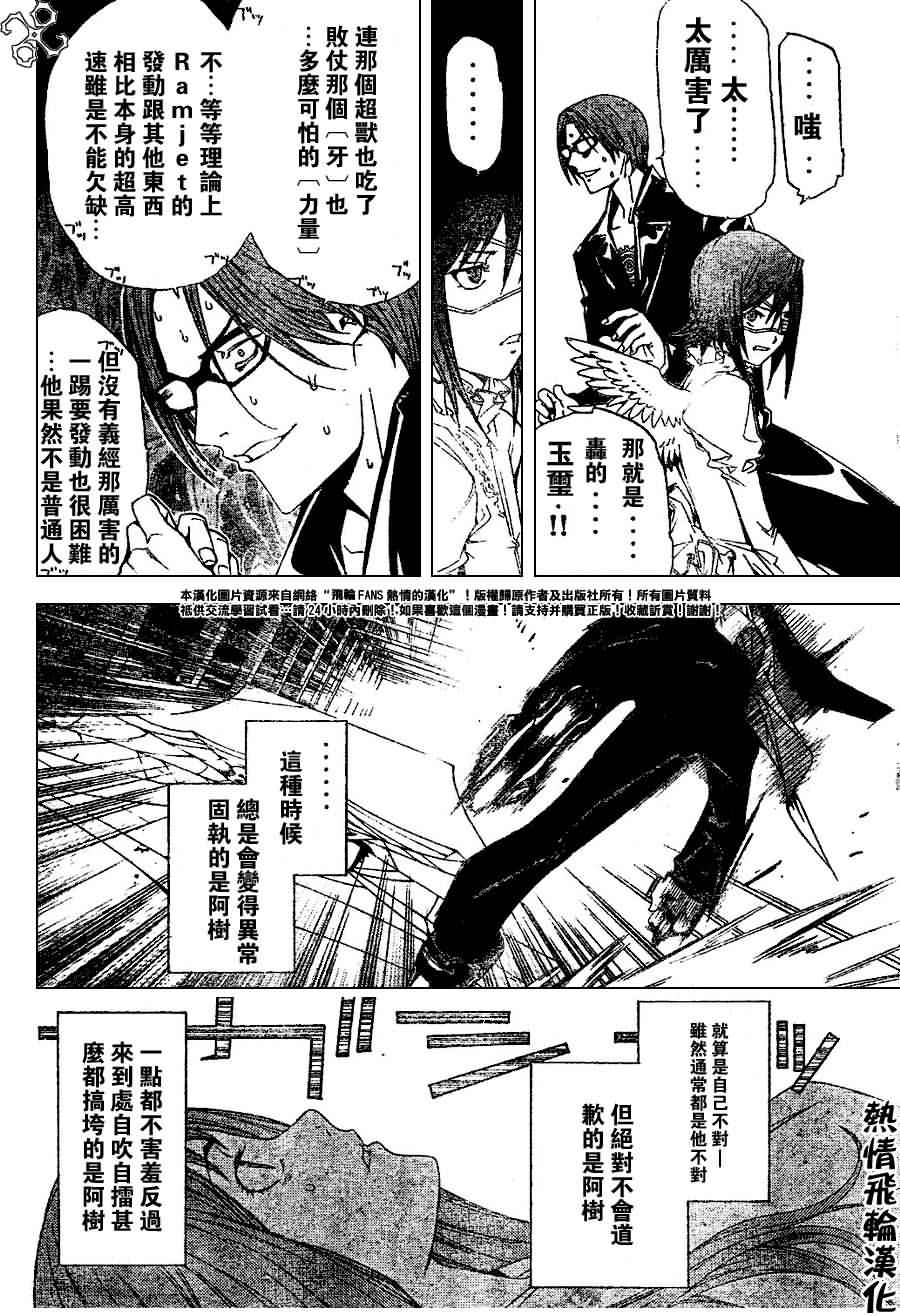 ‥‥嗤
‥‥太‥‥
太厲害了‥‥
那就是‥‥
轟的‥‥
玉璽‥!!
‥‥‥
連那個超獸也吃了
敗仗那個〔牙〕也
…多麼可怕的〔力量〕
不…等等理論上
Ramjet的
發動跟其他東西
相比本身的超高
速雖是不能欠缺…
ブツ
ブツ
ブツ
ブツ
ブツ
ブツ
但沒有義經那厲害的
一踢要發動也很困難
…他果然不是普通人
本漢化圖片資源來自網絡“飛輪FANS熱情的漢化”！版權歸原作者及出版社所有！所有圖片資料
衹供交流學習試看…請24小時內刪除！如果喜歡這個漫畫！請支持并購買正版！收藏訢賞！謝謝！
‥‥‥
這種時候
總是會變得異常
固執的是阿樹
就算是自己不對—
雖然通常都是他不對
但絕對不會道
歉的是阿樹
一點都不害羞反過
來到處自吹自擂甚
麼都搞垮的是阿樹
熱情飛輪漢化